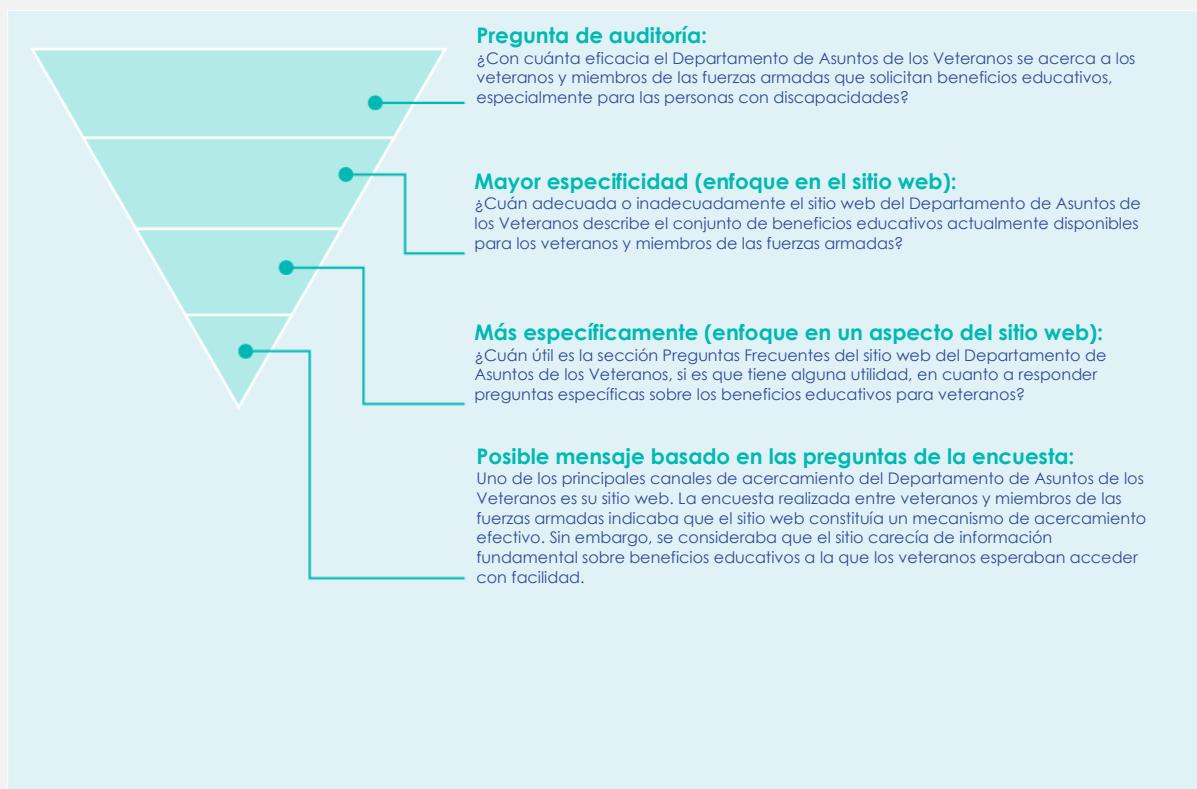 Pregunta de auditoría:
¿Con cuánta eficacia el Departamento de Asuntos de los Veteranos se acerca a los
veteranos y miembros de las fuerzas armadas que solicitan beneficios educativos,
especialmente para las personas con discapacidades?
Mayor especificidad (enfoque en el sitio web):
¿Cuán adecuada o inadecuadamente el sitio web del Departamento de Asuntos de
los Veteranos describe el conjunto de beneficios educativos actualmente disponibles
para los veteranos y miembros de las fuerzas armadas?
Más específicamente (enfoque en un aspecto del sitio web):
¿Cuán útil es la sección Preguntas Frecuentes del sitio web del Departamento de
Asuntos de los Veteranos, si es que tiene alguna utilidad, en cuanto a responder
preguntas específicas sobre los beneficios educativos para veteranos?
Posible mensaje basado en las preguntas de la encuesta:
Uno de los principales canales de acercamiento del Departamento de Asuntos de los
Veteranos es su sitio web. La encuesta realizada entre veteranos y miembros de las
fuerzas armadas indicaba que el sitio web constituía un mecanismo de acercamiento
efectivo. Sin embargo, se consideraba que el sitio carecía de información
fundamental sobre beneficios educativos a la que los veteranos esperaban acceder
con facilidad.